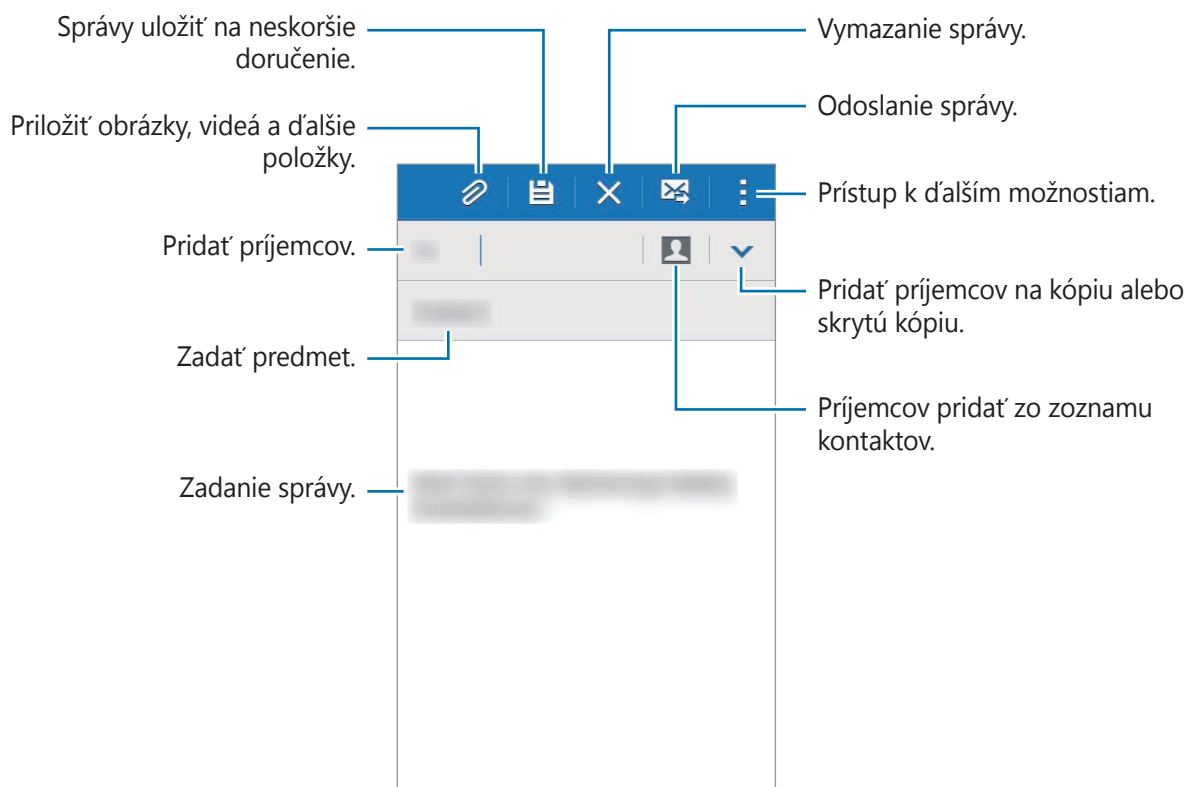 Správy uložiť na neskoršie
doručenie.
Priložiť obrázky, videá a ďalšie
položky.
Pridať príjemcov.
Zadať predmet.
Zadanie správy.
Vymazanie správy.
Odoslanie správy.
Prístup k ďalším možnostiam.
Pridať príjemcov na kópiu alebo
skrytú kópiu.
Príjemcov pridať zo zoznamu
kontaktov.